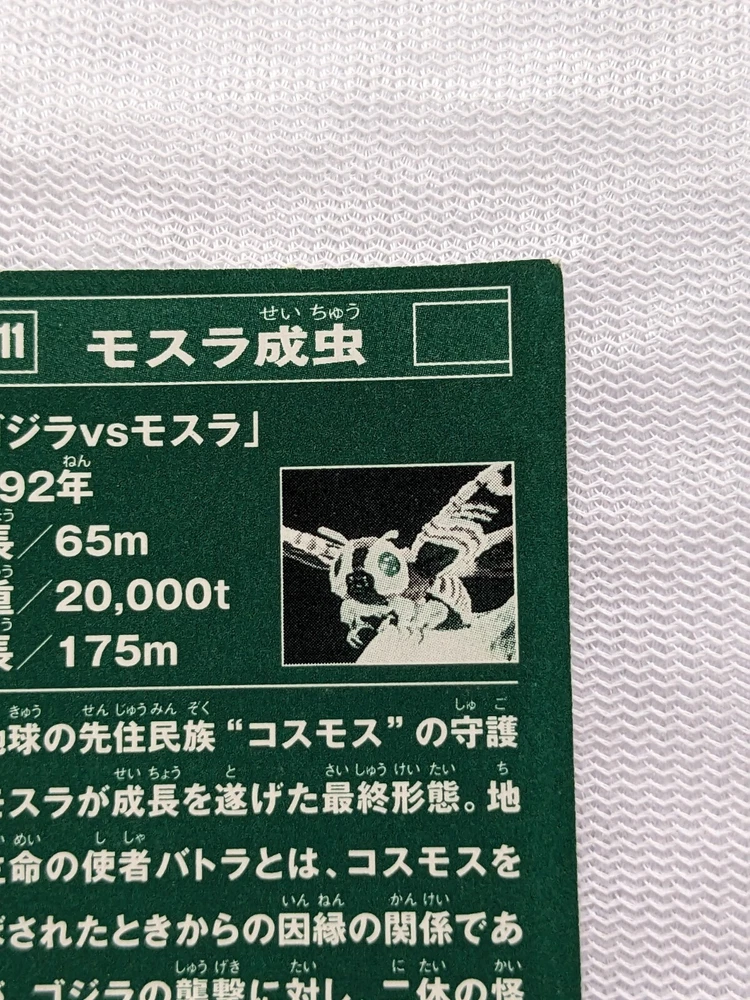 11 モスラ成虫
せい ちゅう
ジラvsモスラ」
92年
ねん
長／65m
／20,000t
長／175m
球の先住民族“コスモス”の守護
きゅう せんじゅうみんぞく しゅ ご
スラが成長を遂げた最終形態。地
せいちょう と さいしゅうけいたい ち
命の使者バトラとは、コスモスを
めい し しゃ
されたときからの因縁の関係であ
いんねん かんけい
ゴジラの襲撃に対し、二体の怪
しゅうげき たい に たい かい